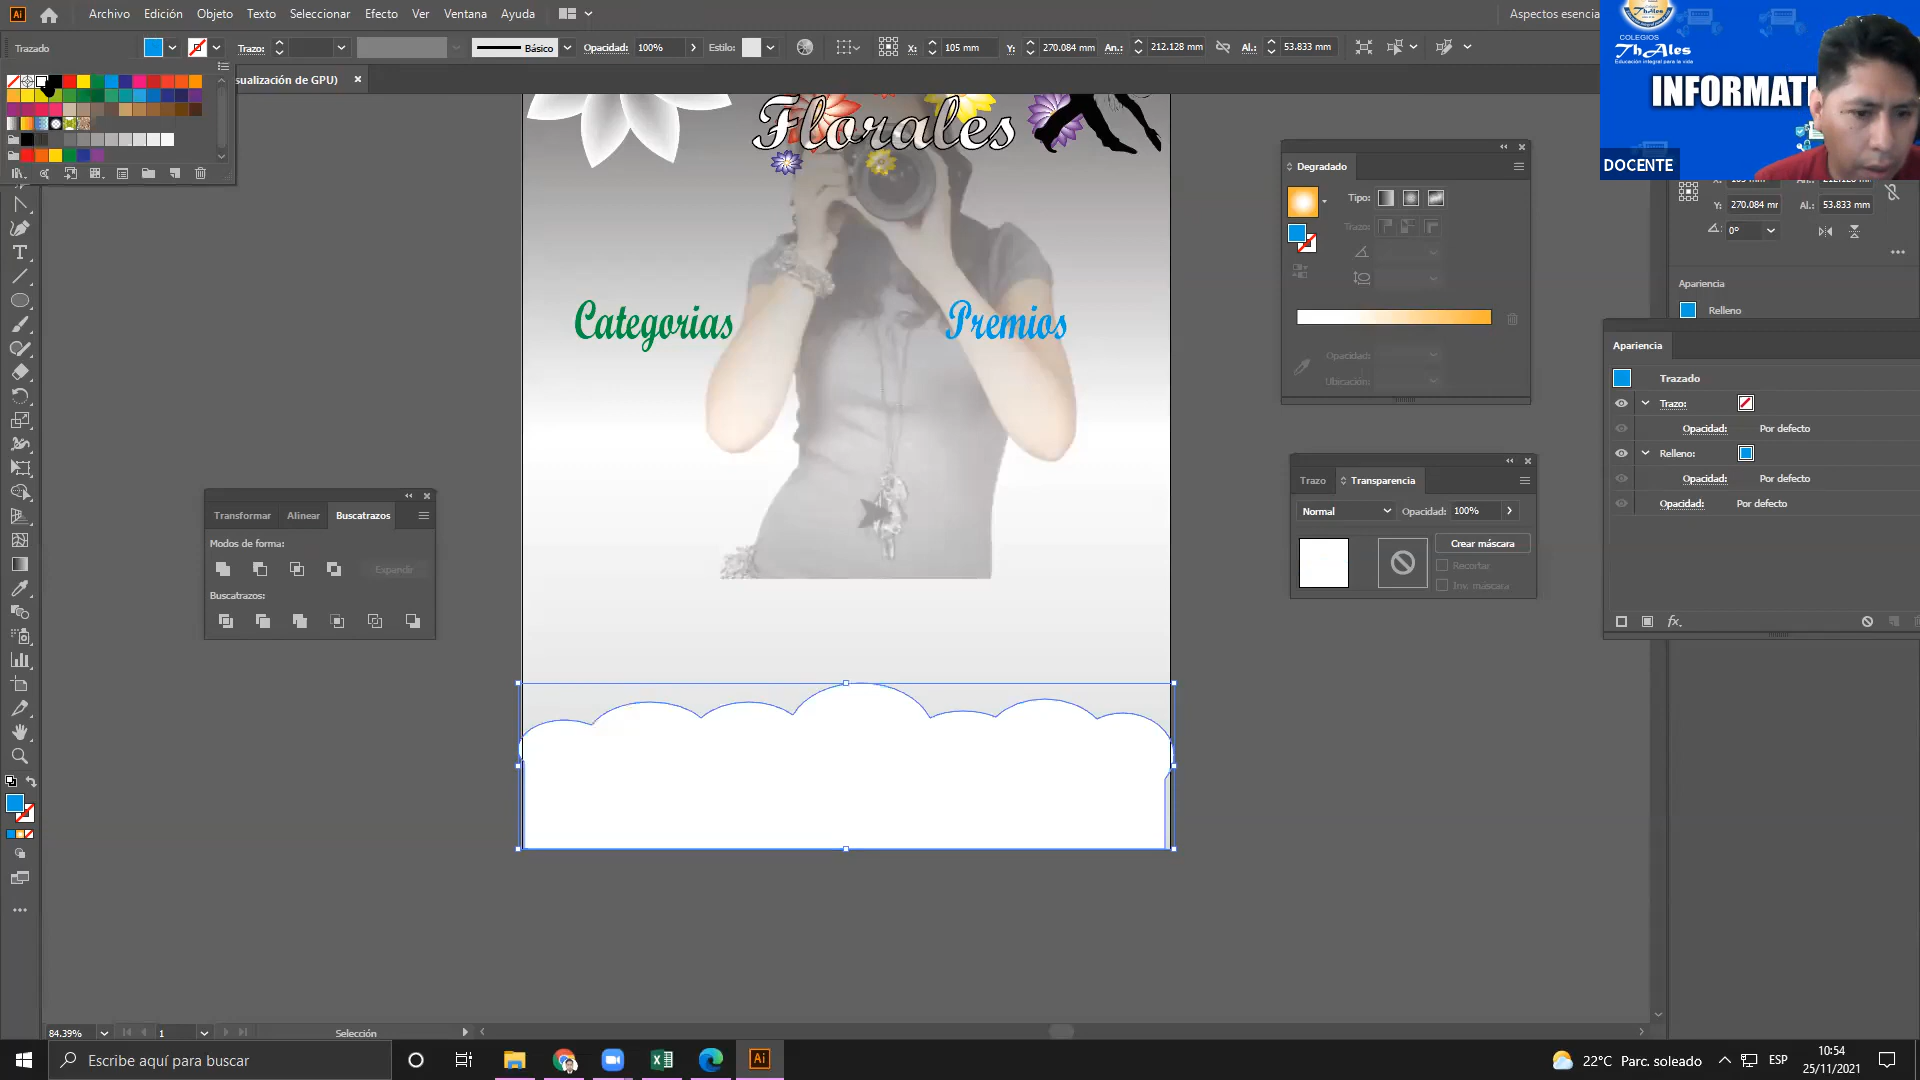 Ai
Archivo Edición Objeto Texto Seleccionar Efecto Ver Ventana Ayuda
Aspectos esencia
Trazado
Trazo:
Básico
Opacidad: 100%
Estilo:
X: 105 mm
Y: 270.084 mm
An.: 212.128 mm
Al.: 53.833 mm
sualización de GPU)
COLEGIOS
ThAles
Educación integral para la vida
INFORMATI
DOCENTE
Florales
Categorias
Premios
Degradado
Tipo:
Trazo:
Opacidad:
Ubicación:
Y: 270.084 mr
Al.: 53.833 mm
0°
Apariencia
Relleno
Apariencia
Trazado
Trazo:
Opacidad: Por defecto
Relleno:
Opacidad: Por defecto
Opacidad: Por defecto
fx.
Trazo Transparencia
Normal
Opacidad: 100%
Crear máscara
Recortar
Inv. máscara
Transformar Alinear Buscatrazos
Modos de forma:
Expandir
Buscatrazos:
84.39%
1
Selección
Escribe aquí para buscar
Ai
22°C Parc. soleado
ESP
10:54
25/11/2021